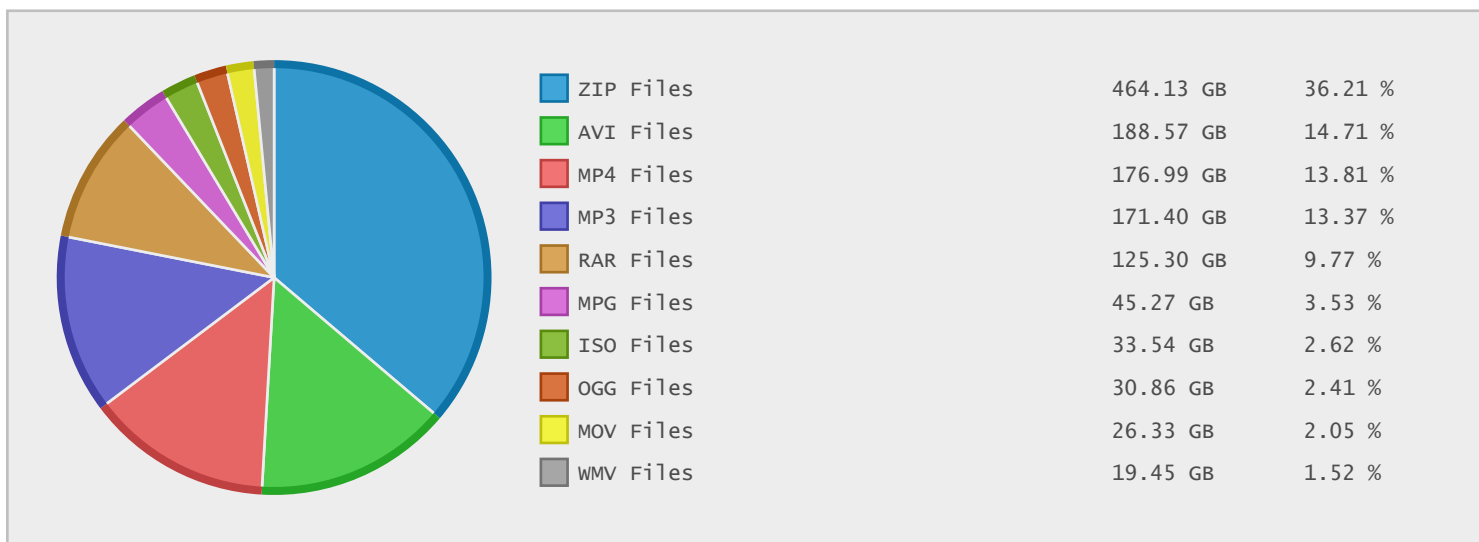 ZIP Files 464.13 GB 36.21 %
AVI Files 188.57 GB 14.71 %
MP4 Files 176.99 GB 13.81 %
MP3 Files 171.40 GB 13.37 %
RAR Files 125.30 GB 9.77 %
MPG Files 45.27 GB 3.53 %
ISO Files 33.54 GB 2.62 %
OGG Files 30.86 GB 2.41 %
MOV Files 26.33 GB 2.05 %
WMV Files 19.45 GB 1.52 %